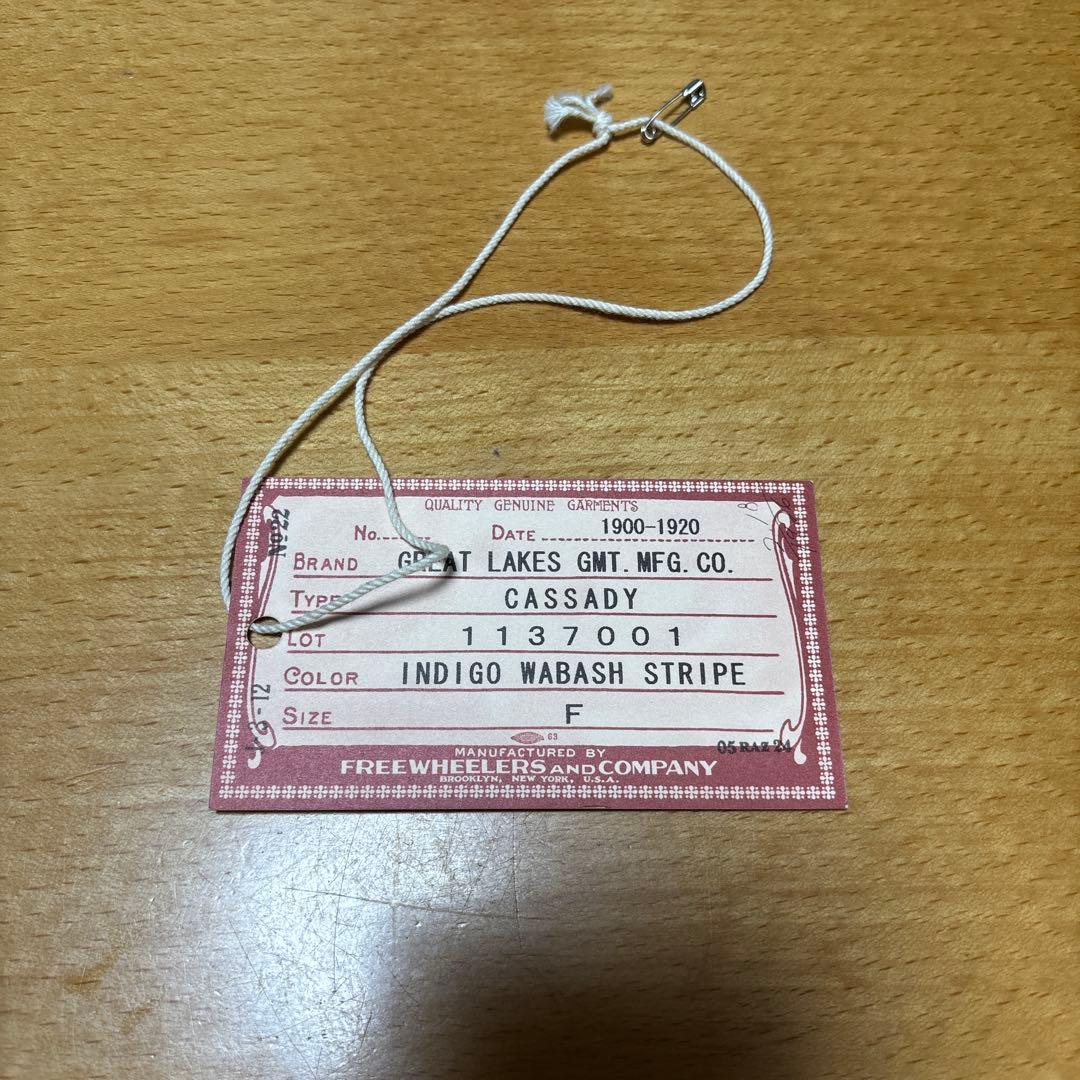 QUALITY GENUINE GARMENTS
No. DATE 1900-1920
BRAND GREAT LAKES GMT. MFG. CO.
TYPE CASSADY
LOT 1137001
COLOR INDIGO WABASH STRIPE
SIZE F
63
MANUFACTURED BY
FREEWHEELERS AND COMPANY
BROOKLYN, NEW YORK, U.S.A.
No 22
05 RAZ 24